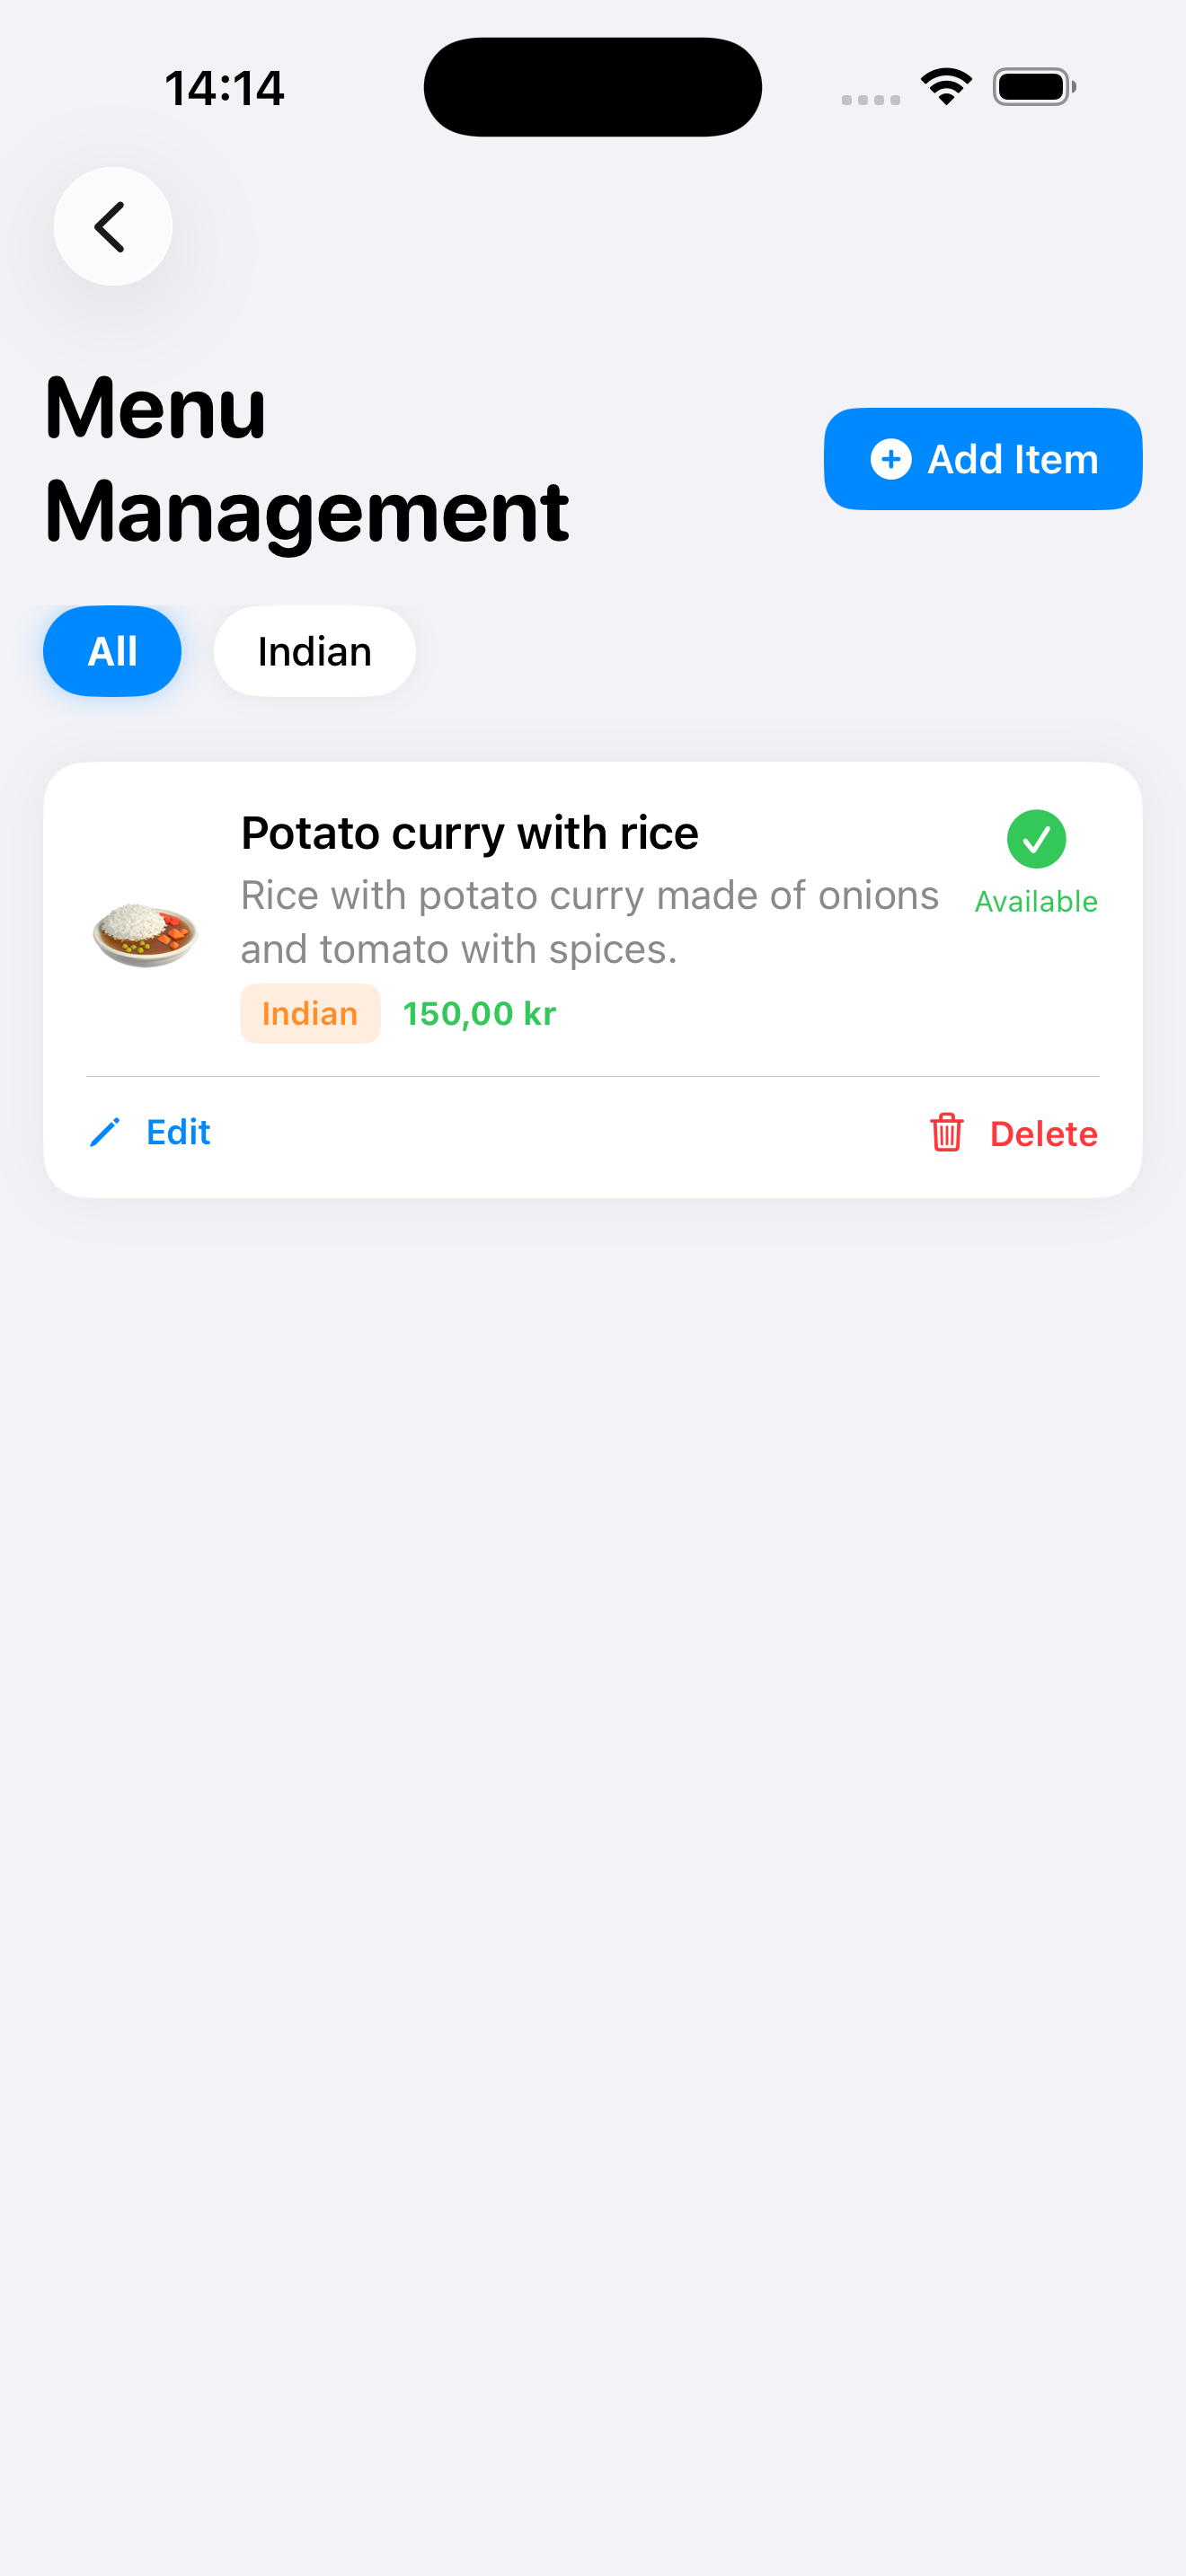 14:14
Menu
Management
Add Item
All
Indian
Potato curry with rice
Rice with potato curry made of onions
and tomato with spices.
Available
Indian
150,00 kr
Edit
Delete